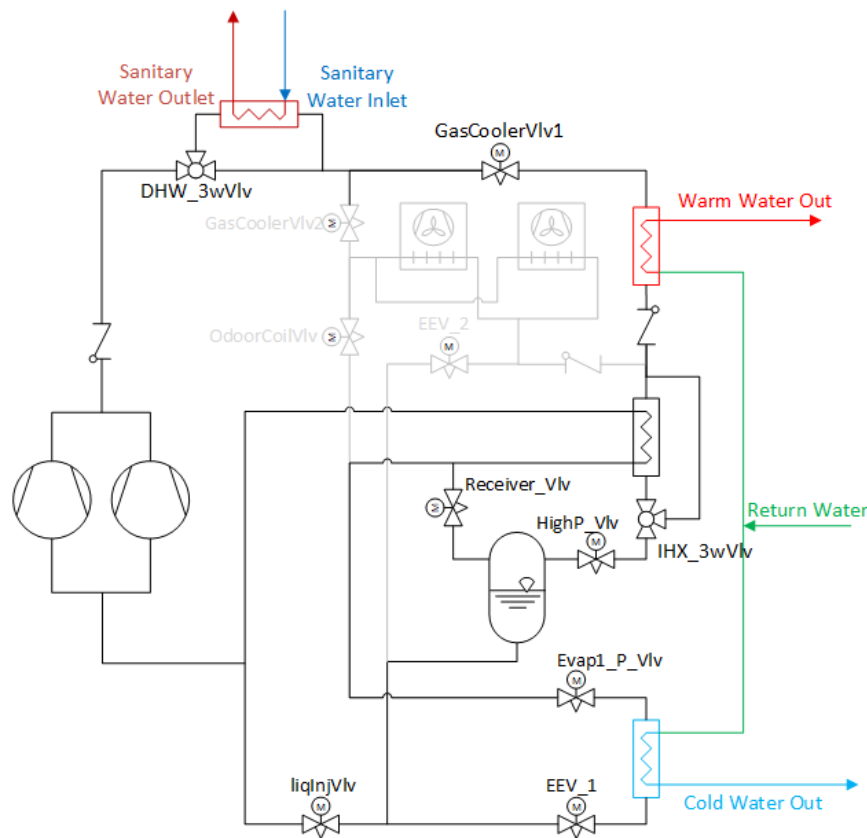 Sanitary
Water Outlet
Sanitary
Water Inlet
GasCoolerVlv1
M
DHW_3wVlv
Warm Water Out
GasCoolerVlv2
M
OdoorCoilVlv
M
EEV_2
M
Receiver_Vlv
M
HighP_Vlv
M
IHX_3wVlv
Return Water
Evap1_P_Vlv
M
liqInjVlv
M
EEV_1
M
Cold Water Out